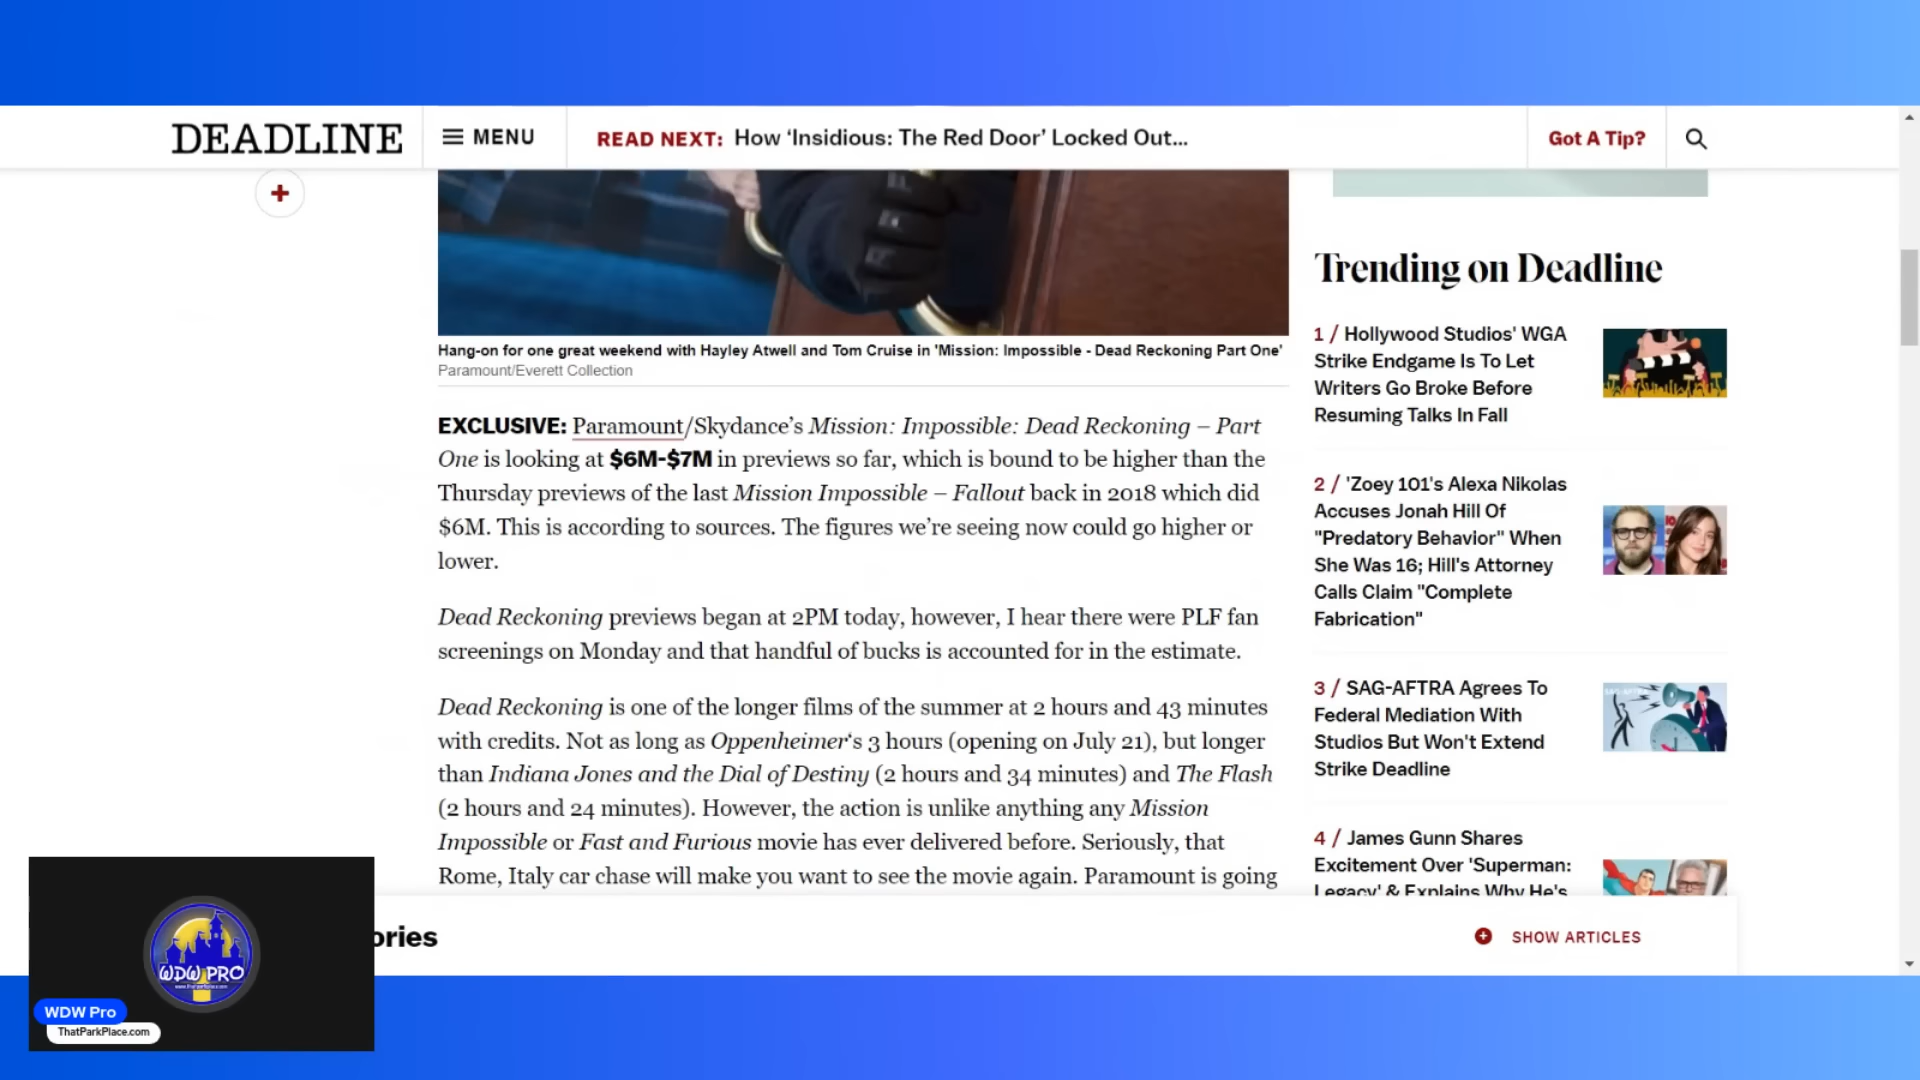 DEADLINE
MENU
READ NEXT: How ‘Insidious: The Red Door’ Locked Out...
Got A Tip?
Hang-on for one great weekend with Hayley Atwell and Tom Cruise in 'Mission: Impossible - Dead Reckoning Part One'
Paramount/Everett Collection
EXCLUSIVE: Paramount/Skydance’s Mission: Impossible: Dead Reckoning – Part
One is looking at $6M-$7M in previews so far, which is bound to be higher than the
Thursday previews of the last Mission Impossible – Fallout back in 2018 which did
$6M. This is according to sources. The figures we’re seeing now could go higher or
lower.
Dead Reckoning previews began at 2PM today, however, I hear there were PLF fan
screenings on Monday and that handful of bucks is accounted for in the estimate.
Dead Reckoning is one of the longer films of the summer at 2 hours and 43 minutes
with credits. Not as long as Oppenheimer‘s 3 hours (opening on July 21), but longer
than Indiana Jones and the Dial of Destiny (2 hours and 34 minutes) and The Flash
(2 hours and 24 minutes). However, the action is unlike anything any Mission
Impossible or Fast and Furious movie has ever delivered before. Seriously, that
Rome, Italy car chase will make you want to see the movie again. Paramount is going
Trending on Deadline
1 / Hollywood Studios' WGA
Strike Endgame Is To Let
Writers Go Broke Before
Resuming Talks In Fall
2 / 'Zoey 101's Alexa Nikolas
Accuses Jonah Hill Of
"Predatory Behavior" When
She Was 16; Hill's Attorney
Calls Claim "Complete
Fabrication"
3 / SAG-AFTRA Agrees To
Federal Mediation With
Studios But Won't Extend
Strike Deadline
4 / James Gunn Shares
Excitement Over 'Superman:
Legacy' & Explains Why He's
ories
SHOW ARTICLES
WDW PRO
WDW Pro
ThatParkPlace.com